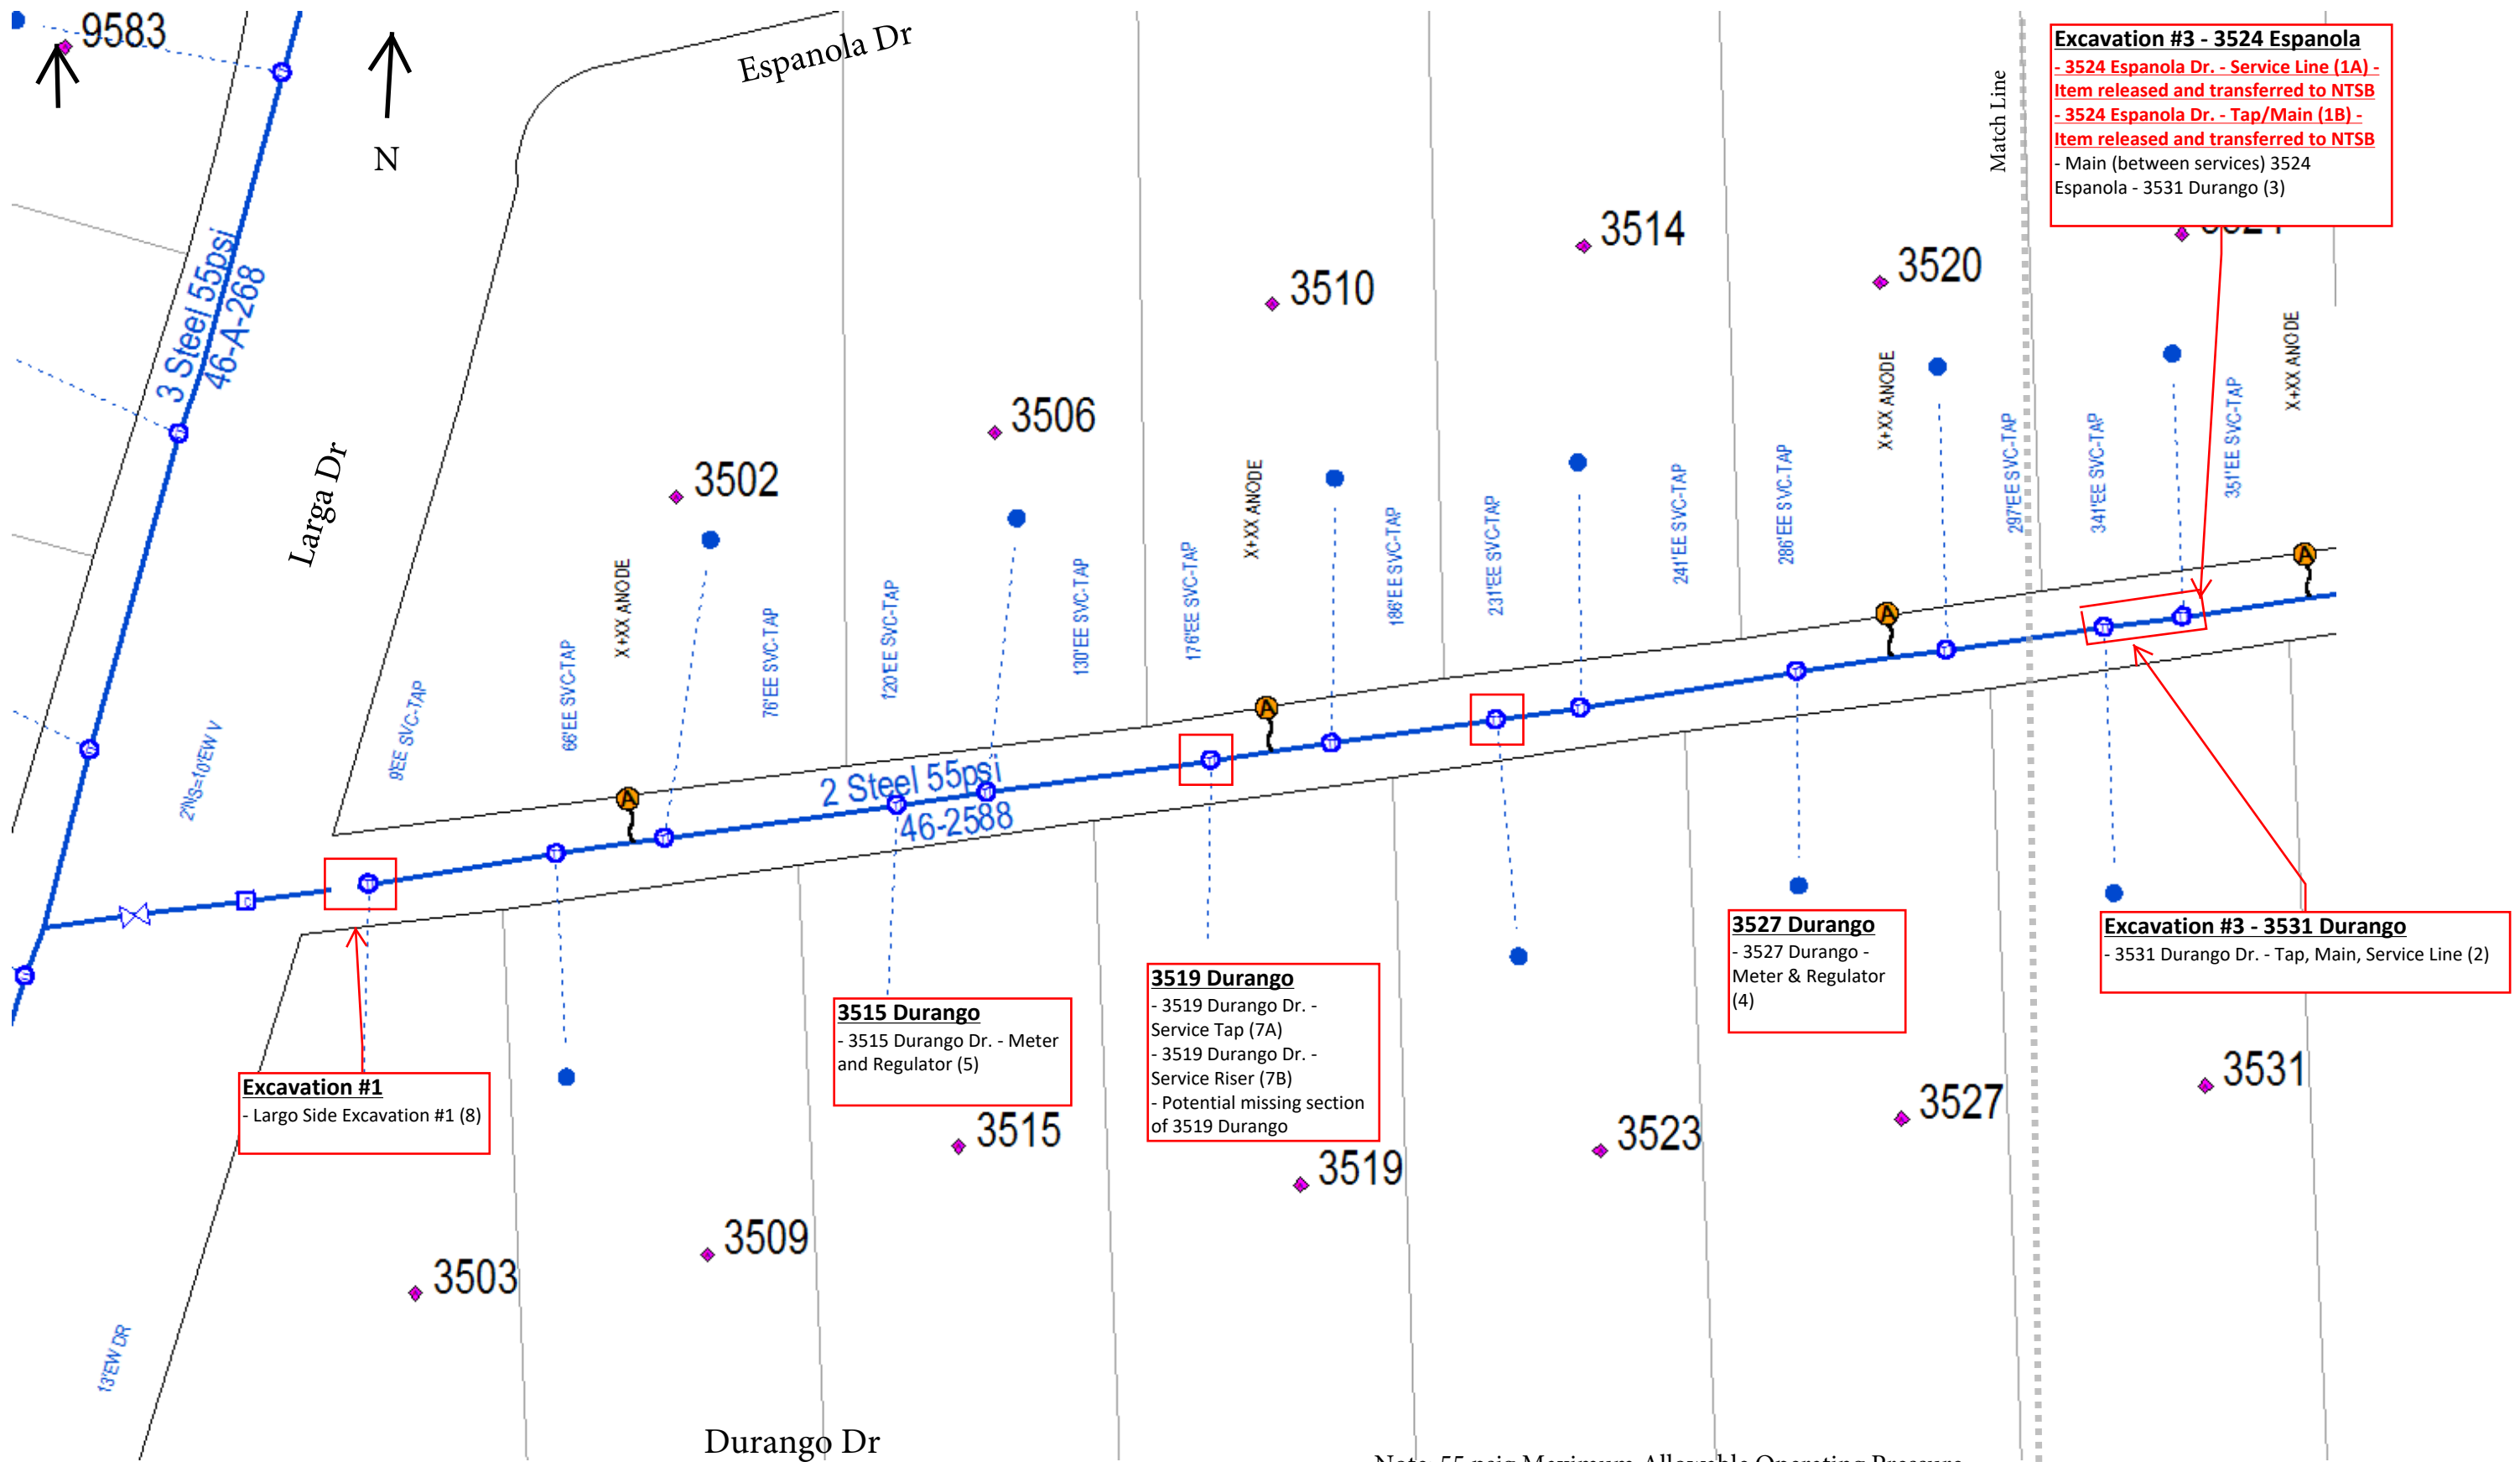 9583
N
Espanola Dr
Match Line
Excavation #3 - 3524 Espanola
- 3524 Espanola Dr. - Service Line (1A) -
Item released and transferred to NTSB
- 3524 Espanola Dr. - Tap/Main (1B) -
Item released and transferred to NTSB
- Main (between services) 3524
Espanola - 3531 Durango (3)
3 Steel 55psi
46-A-268
Larga Dr
3502
3506
3510
3514
3520
2"NS=10'EW V
9'EE SVC-TAP
66'EE SVC-TAP
X+XX ANODE
76'EE SVC-TAP
120'EE SVC-TAP
130'EE SVC-TAP
176'EE SVC-TAP
X+XX ANODE
186'EE SVC-TAP
231'EE SVC-TAP
241'EE SVC-TAP
286'EE SVC-TAP
X+XX ANODE
297'EE SVC-TAP
341'EE SVC-TAP
351'EE SVC-TAP
X+XX ANODE
A
A
A
A
2 Steel 55psi
46-2588
C
Excavation #1
- Largo Side Excavation #1 (8)
3515 Durango
- 3515 Durango Dr. - Meter
and Regulator (5)
3519 Durango
- 3519 Durango Dr. -
Service Tap (7A)
- 3519 Durango Dr. -
Service Riser (7B)
- Potential missing section
of 3519 Durango
3527 Durango
- 3527 Durango -
Meter & Regulator
(4)
Excavation #3 - 3531 Durango
- 3531 Durango Dr. - Tap, Main, Service Line (2)
3503
3509
3515
3519
3523
3527
3531
13'EW DR
Durango Dr
Note: 55 psig Maximum Allowable Operating Pressure